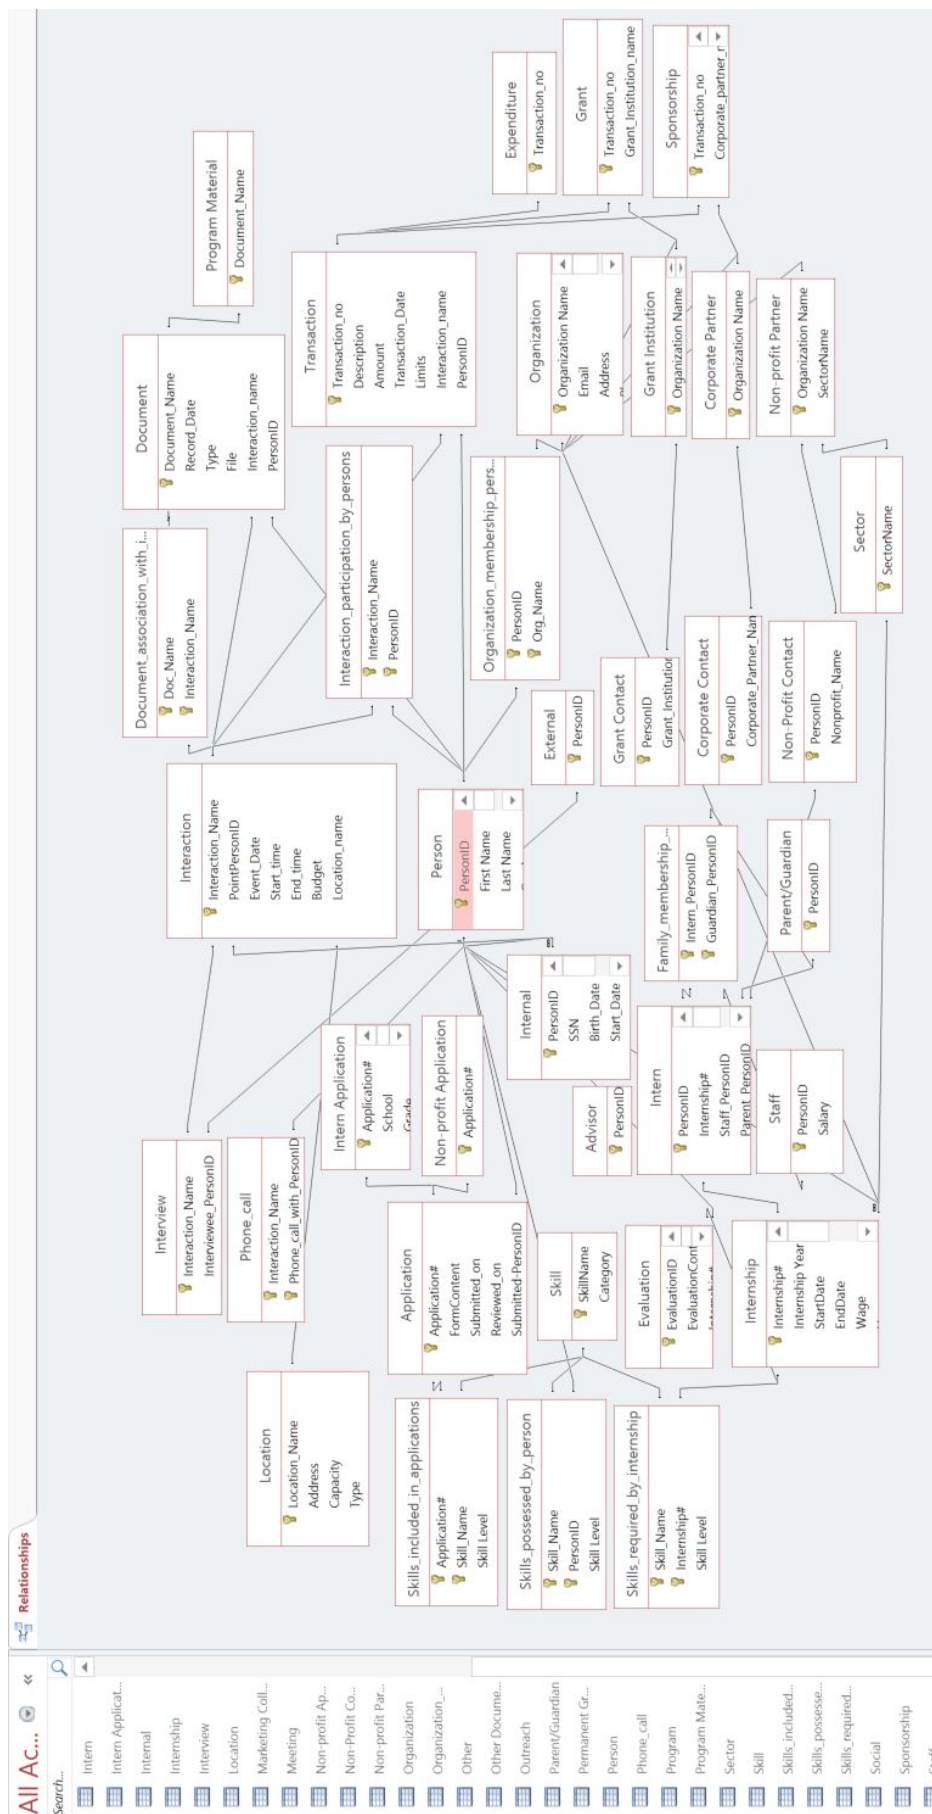 All Ac...
«
Search...
Intern
Intern Applicat...
Internal
Internship
Interview
Location
Marketing Coll...
Meeting
Non-profit Ap...
Non-Profit Co...
Non-profit Par...
Organization
Organization_...
Other
Other Docume...
Outreach
Parent/Guardian
Permanent Gr...
Person
Phone_call
Program
Program Mate...
Sector
Skill
Skills_included...
Skills_possesse...
Skills_required...
Social
Sponsorship
Staff
Relationships
Location
Location_Name
Address
Capacity
Type
Skills_included_in_applications
Application#
Skill_Name
Skill Level
Skills_possessed_by_person
Skill_Name
PersonID
Skill Level
Skills_required_by_internship
Skill_Name
Internship#
Skill Level
Interview
Interaction_Name
Interviewee_PersonID
Phone_call
Interaction_Name
Phone_call_with_PersonID
Application
Application#
FormContent
Submitted_on
Reviewed_on
Submitted-PersonID
Skill
SkillName
Category
Evaluation
EvaluationID
EvaluationCont
Internship#
Internship
Internship#
Internship Year
StartDate
EndDate
Wage
Intern Application
Application#
School
Grade
Non-profit Application
Application#
Internal
PersonID
SSN
Birth_Date
Start_Date
Advisor
PersonID
Intern
PersonID
Internship#
Staff_PersonID
Parent_PersonID
Staff
PersonID
Salary
Interaction
Interaction_Name
PointPersonID
Event_Date
Start_time
End_time
Budget
Location_name
Person
PersonID
First Name
Last Name
Family_membership_...
Intern_PersonID
Guardian_PersonID
Parent/Guardian
PersonID
External
PersonID
Grant Contact
PersonID
Grant_Institution
Corporate Contact
PersonID
Corporate_Partner_Nan
Non-Profit Contact
PersonID
Nonprofit_Name
Document_association_with_i...
Doc_Name
Interaction_Name
Interaction_participation_by_persons
Interaction_Name
PersonID
Organization_membership_pers...
PersonID
Org_Name
Sector
SectorName
Document
Document_Name
Record_Date
Type
File
Interaction_name
PersonID
Transaction
Transaction_no
Description
Amount
Transaction_Date
Limits
Interaction_name
PersonID
Organization
Organization Name
Email
Address
Grant Institution
Organization Name
Corporate Partner
Organization Name
Non-profit Partner
Organization Name
SectorName
Program Material
Document_Name
Expenditure
Transaction_no
Grant
Transaction_no
Grant_Institution_name
Sponsorship
Transaction_no
Corporate_partner_r